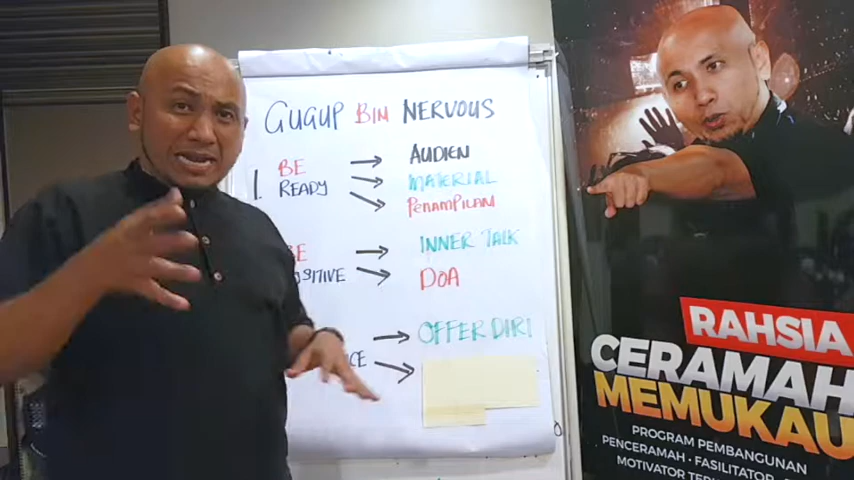 GUGUP BIN NERVOUS
1. BE READY → AUDIEN
→ MATERIAL
→ PENAMPILAN
→ INNER TALK
→ DOA
→ OFFER DIRI
RAHSIA
CERAMAH
MEMUKAU
PROGRAM PEMBANGUNAN
PENCERAMAH · FASILITATOR